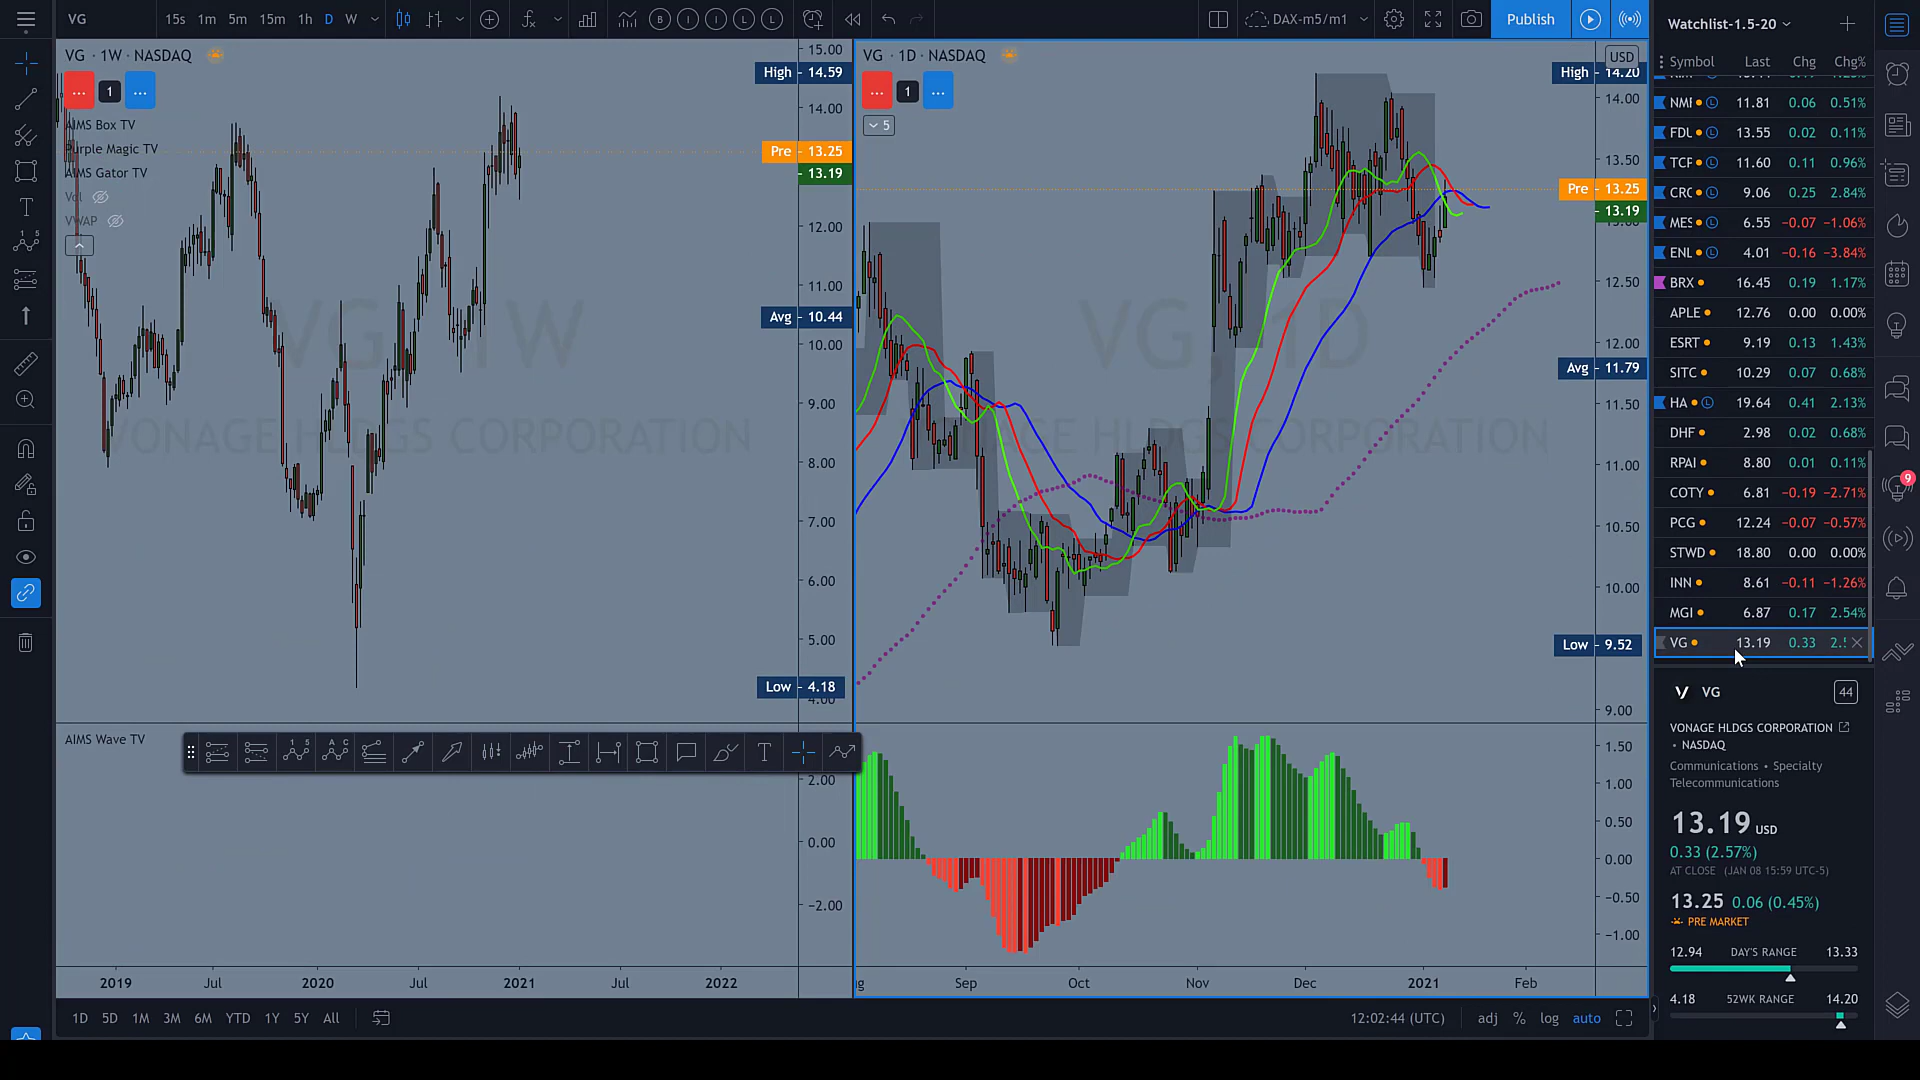 VG 15s 1m 5m 15m 1h D W DAX-m5/m1 Publish
VG · 1W · NASDAQ
... 1 ...
AIMS Box TV
Purple Magic TV
AIMS Gator TV
Vol
VWAP
VG, 1W
VONAGE HLDGS CORPORATION
15.00
High 14.59
14.00
Pre 13.25
13.19
12.00
11.00
Avg 10.44
10.00
9.00
8.00
7.00
6.00
5.00
Low 4.18
4.00
AIMS Wave TV
2.00
0.00
−2.00
2019 Jul 2020 Jul 2021 Jul 2022
VG · 1D · NASDAQ
... 1 ...
5
VG, 1D
VONAGE HLDGS CORPORATION
USD
High 14.20
14.00
13.50
Pre 13.25
13.19
13.00
12.50
12.00
Avg 11.79
11.50
11.00
10.50
10.00
Low 9.52
9.00
1.50
1.00
0.50
0.00
−0.50
−1.00
Sep Oct Nov Dec 2021 Feb
1D 5D 1M 3M 6M YTD 1Y 5Y All
12:02:44 (UTC) adj % log auto
Watchlist-1.5-20
Symbol Last Chg Chg%
NMF 11.81 0.06 0.51%
FDU 13.55 0.02 0.11%
TCP 11.60 0.11 0.96%
CRC 9.06 0.25 2.84%
MES 6.55 −0.07 −1.06%
ENL 4.01 −0.16 −3.84%
BRX 16.45 0.19 1.17%
APLE 12.76 0.00 0.00%
ESRT 9.19 0.13 1.43%
SITC 10.29 0.07 0.68%
HA 19.64 0.41 2.13%
DHF 2.98 0.02 0.68%
RPAI 8.80 0.01 0.11%
COTY 6.81 −0.19 −2.71%
PCG 12.24 −0.07 −0.57%
STWD 18.80 0.00 0.00%
INN 8.61 −0.11 −1.26%
MGI 6.87 0.17 2.54%
VG 13.19 0.33
9
VG 44
VONAGE HLDGS CORPORATION
• NASDAQ
Communications • Specialty
Telecommunications
13.19 USD
0.33 (2.57%)
AT CLOSE (JAN 08 15:59 UTC-5)
13.25 0.06 (0.45%)
PRE MARKET
12.94 DAY'S RANGE 13.33
4.18 52WK RANGE 14.20